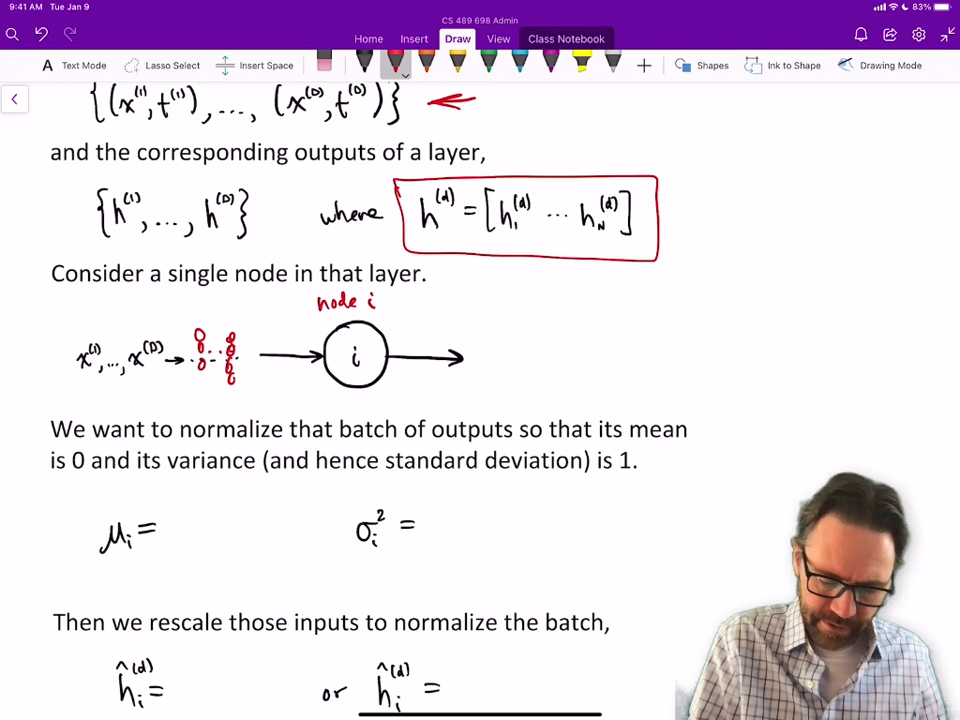 9:41 AM Tue Jan 9
83%
CS 489 698 Admin
Home Insert Draw View Class Notebook
A Text Mode Lasso Select Insert Space Shapes Ink to Shape Drawing Mode
{(x⁽¹⁾, t⁽¹⁾), ..., (x⁽ᴰ⁾, t⁽ᴰ⁾)}
and the corresponding outputs of a layer,
{h⁽¹⁾, ..., h⁽ᴰ⁾} where h⁽ᵈ⁾ = [h₁⁽ᵈ⁾ ... h_N⁽ᵈ⁾]
Consider a single node in that layer.
node i
x⁽¹⁾, ..., x⁽ᴰ⁾ → i
We want to normalize that batch of outputs so that its mean
is 0 and its variance (and hence standard deviation) is 1.
μᵢ = σᵢ² =
Then we rescale those inputs to normalize the batch,
ĥᵢ⁽ᵈ⁾ = or ĥᵢ⁽ᵈ⁾ =